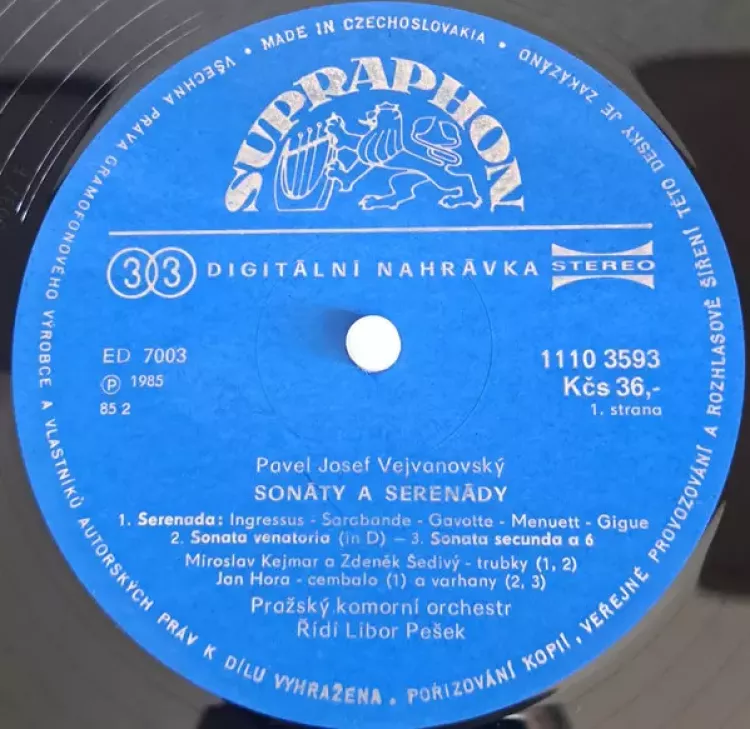 VŠECHNA PRÁVA GRAMOFONOVÉHO VÝROBCE A VLASTNÍKŮ AUTORSKÝCH PRÁV K DÍLU VYHRAŽENA. POŘIZOVÁNÍ KOPIÍ, VEŘEJNÉ PROVOZOVÁNÍ A ROZHLASOVÉ ŠÍŘENÍ TÉTO DESKY JE ZAKÁZÁNO
• MADE IN CZECHOSLOVAKIA •
SUPRAPHON
33 DIGITÁLNÍ NAHRÁVKA STEREO
ED 7003
Ⓟ 1985
85 2
1110 3593
Kčs 36,-
1. strana
Pavel Josef Vejvanovský
SONÁTY A SERENÁDY
1. Serenada: Ingressus - Sarabande - Gavotte - Menuett - Gigue
2. Sonata venatoria (in D) – 3. Sonata secunda a 6
Miroslav Kejmar a Zdeněk Šedivý - trubky (1, 2)
Jan Hora - cembalo (1) a varhany (2, 3)
Pražský komorní orchestr
Řídí Libor Pešek